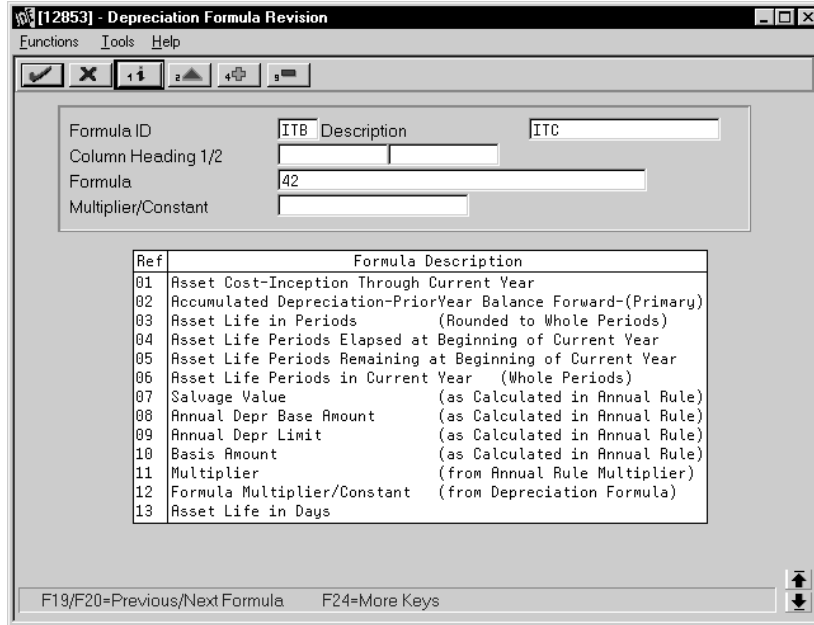 [12853] - Depreciation Formula Revision
Functions Tools Help
1 i 2 4 9
Formula ID ITB Description ITC
Column Heading 1/2
Formula 42
Multiplier/Constant
Ref Formula Description
01 Asset Cost-Inception Through Current Year
02 Accumulated Depreciation-PriorYear Balance Forward-(Primary)
03 Asset Life in Periods (Rounded to Whole Periods)
04 Asset Life Periods Elapsed at Beginning of Current Year
05 Asset Life Periods Remaining at Beginning of Current Year
06 Asset Life Periods in Current Year (Whole Periods)
07 Salvage Value (as Calculated in Annual Rule)
08 Annual Depr Base Amount (as Calculated in Annual Rule)
09 Annual Depr Limit (as Calculated in Annual Rule)
10 Basis Amount (as Calculated in Annual Rule)
11 Multiplier (from Annual Rule Multiplier)
12 Formula Multiplier/Constant (from Depreciation Formula)
13 Asset Life in Days
F19/F20=Previous/Next Formula F24=More Keys